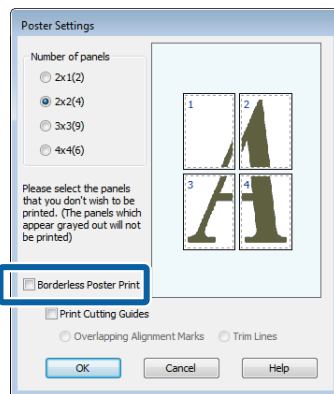 Poster Settings
Number of panels
2x1(2)
2x2(4)
3x3(9)
4x4(6)
1
2
3
4
A
Please select the panels
that you don't wish to be
printed. (The panels which
appear grayed out will not
be printed)
Borderless Poster Print
Print Cutting Guides
Overlapping Alignment Marks
Trim Lines
OK
Cancel
Help